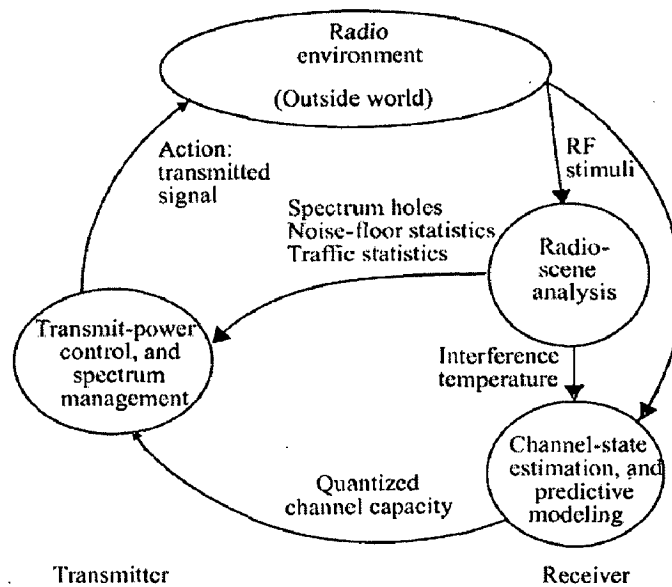 Radio
environment
(Outside world)
Action:
transmitted
signal
RF
stimuli
Spectrum holes
Noise-floor statistics
Traffic statistics
Radio-
scene
analysis
Transmit-power
control, and
spectrum
management
Interference
temperature
Channel-state
estimation, and
predictive
modeling
Quantized
channel capacity
Transmitter
Receiver